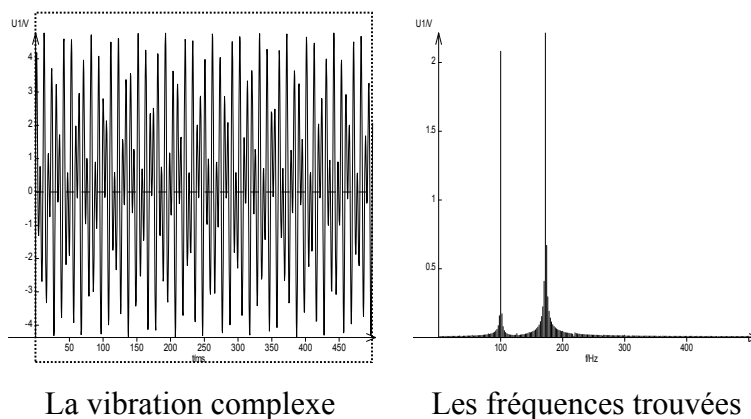 U1/V
U1/V
4
3
2
1
0
-1
-2
-3
-4
50 100 150 200 250 300 350 400 450
t/ms
2
1.5
1
0.5
100 200 300 400
f/Hz
La vibration complexe
Les fréquences trouvées